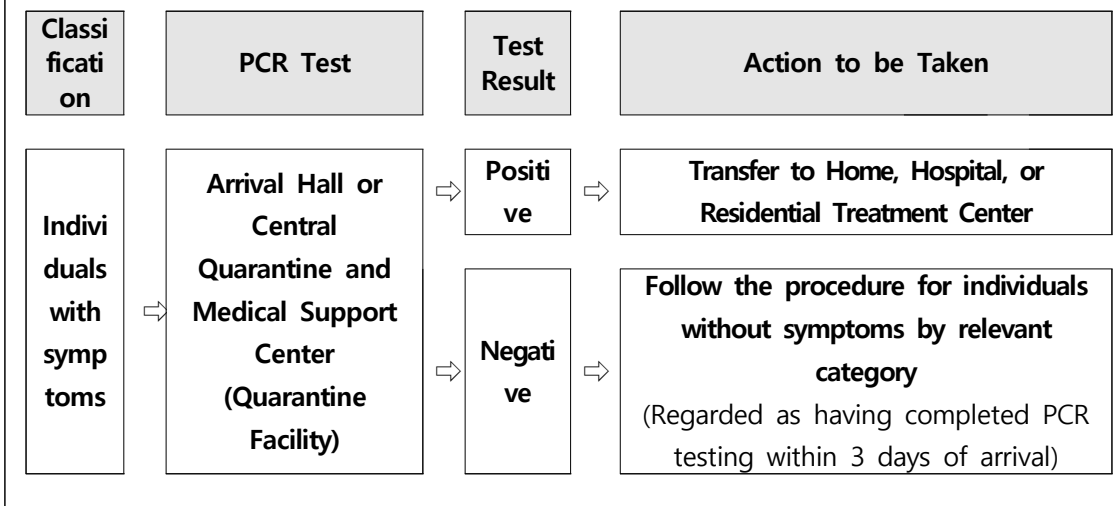 Classi
ficati
on
PCR Test
Test
Result
Action to be Taken
Indivi
duals
with
symp
toms
⇨
Arrival Hall or
Central
Quarantine and
Medical Support
Center
(Quarantine
Facility)
⇨
Positi
ve
⇨
Transfer to Home, Hospital, or
Residential Treatment Center
⇨
Negati
ve
⇨
Follow the procedure for individuals
without symptoms by relevant
category
(Regarded as having completed PCR
testing within 3 days of arrival)